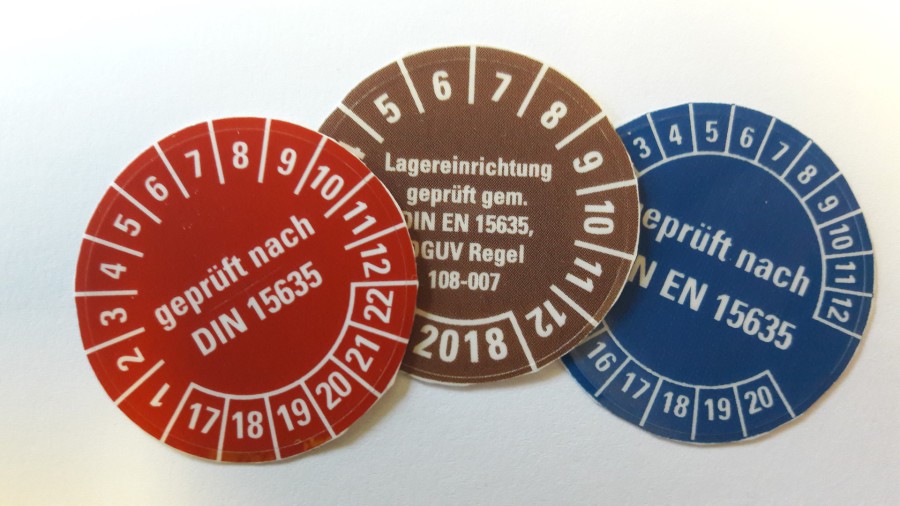 1 2 3 4 5 6 7 8 9 10 11 12
geprüft nach
DIN 15635
17 18 19 20 21 22
5 6 7 8 9 10 11 12
Lagereinrichtung
geprüft gem.
DIN EN 15635,
DGUV Regel
108-007
2018
3 4 5 6 7 8 9 10 11 12
geprüft nach
EN 15635
16 17 18 19 20